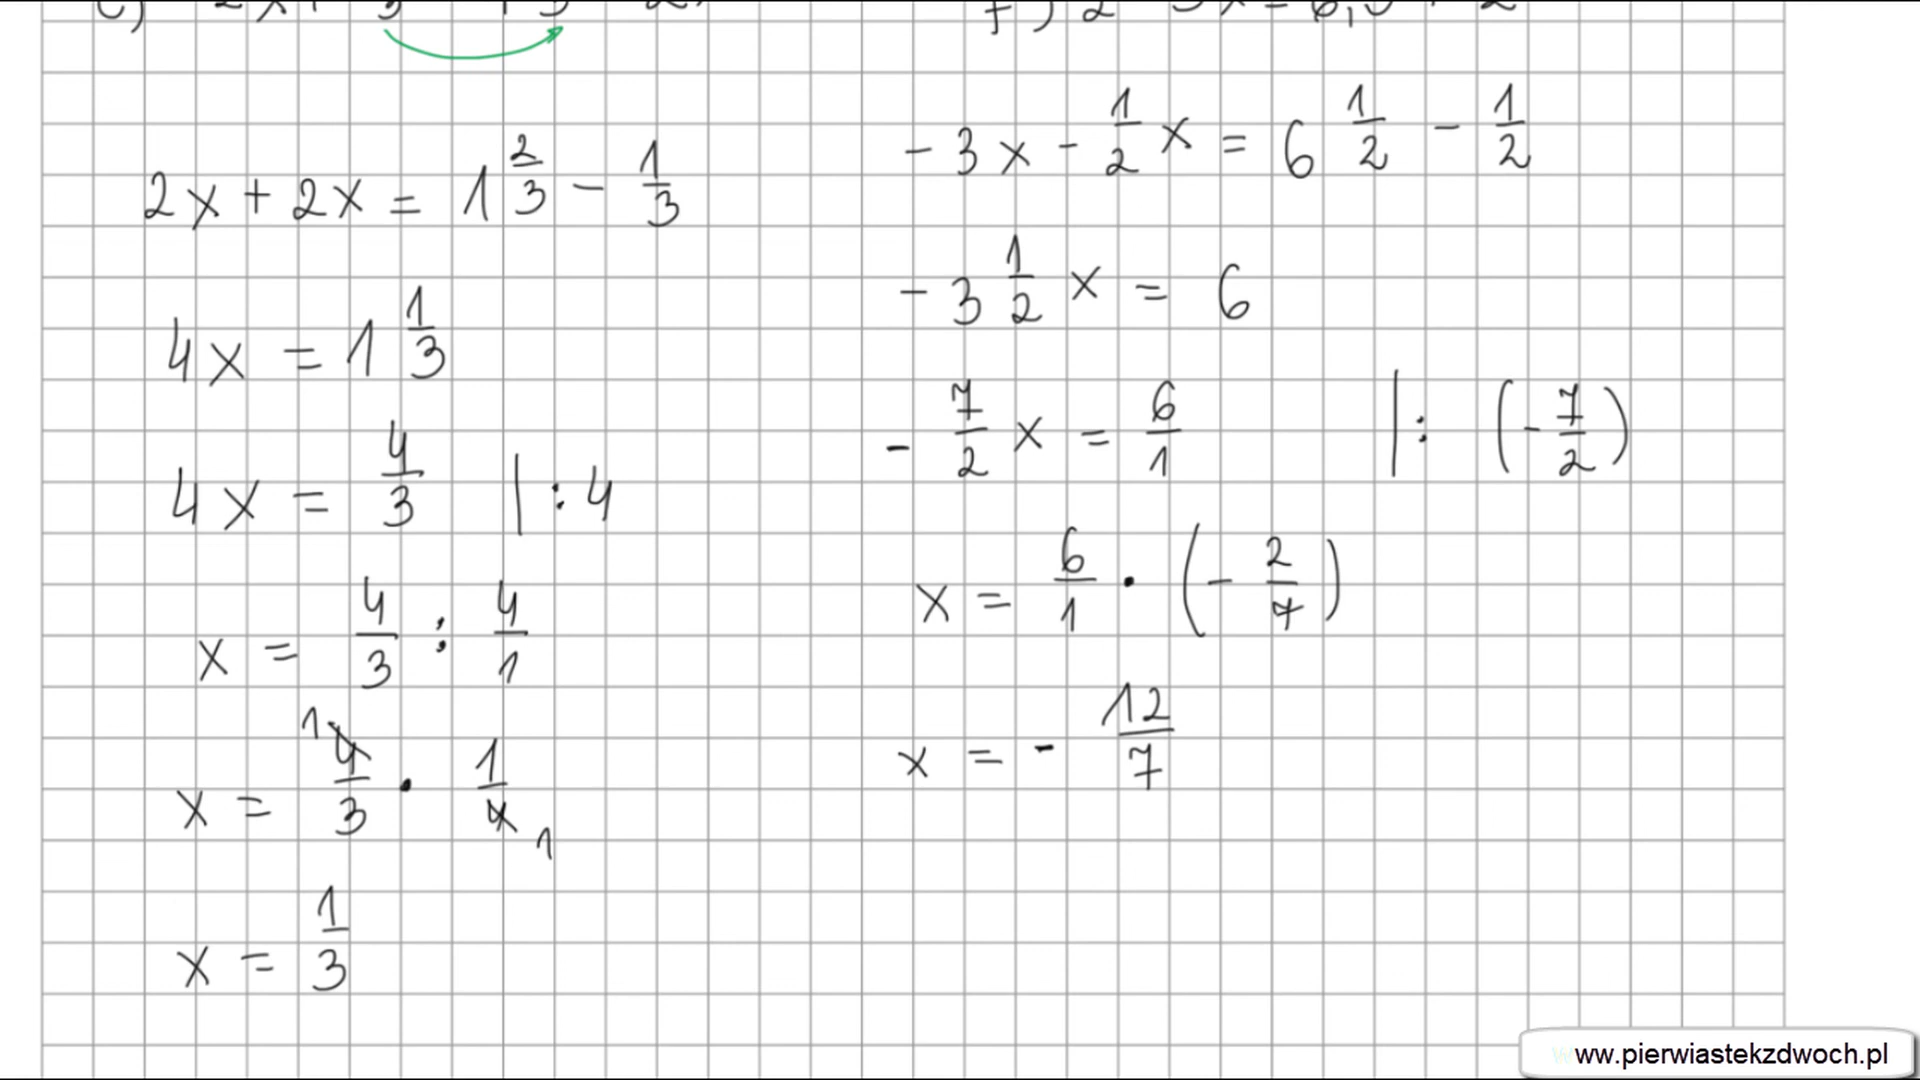 2x + 2x = 1 2/3 - 1/3
4x = 1 1/3
4x = 4/3 | : 4
x = 4/3 : 4/1
x = 4/3 · 1/4
1 1
x = 1/3
- 3x - 1/2 x = 6 1/2 - 1/2
- 3 1/2 x = 6
- 7/2 x = 6/1 | : (- 7/2)
x = 6/1 · (- 2/7)
x = - 12/7
www.pierwiastekzdwoch.pl